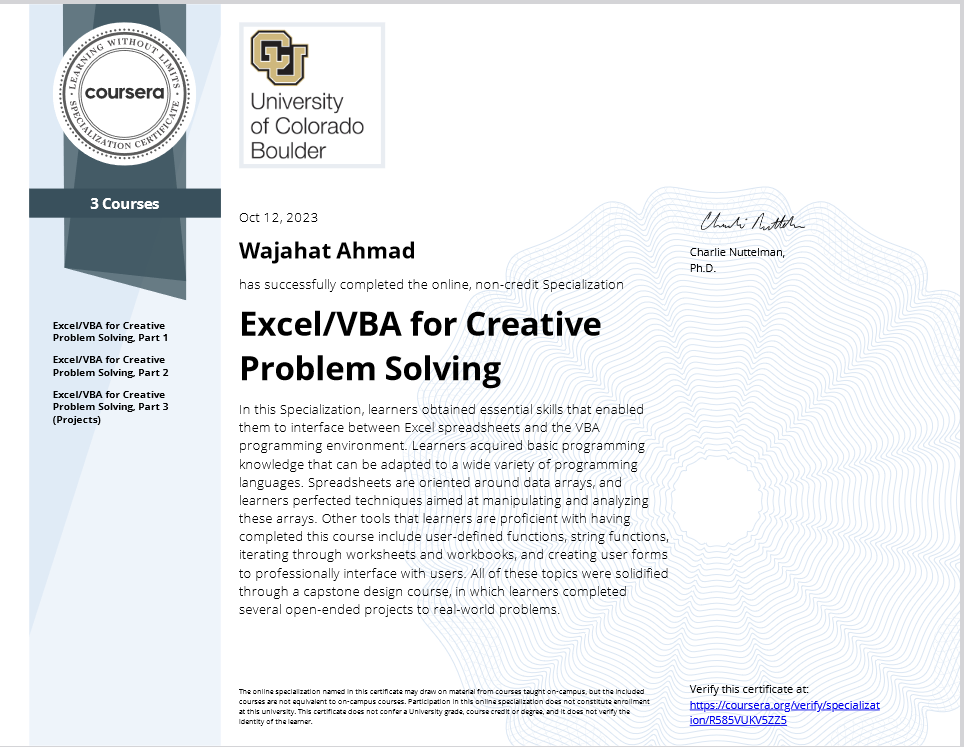 LEARNING WITHOUT LIMITS
coursera
SPECIALIZATION CERTIFICATE
3 Courses
Excel/VBA for Creative
Problem Solving, Part 1
Excel/VBA for Creative
Problem Solving, Part 2
Excel/VBA for Creative
Problem Solving, Part 3
(Projects)
CU
University
of Colorado
Boulder
Oct 12, 2023
Wajahat Ahmad
has successfully completed the online, non-credit Specialization
Excel/VBA for Creative
Problem Solving
In this Specialization, learners obtained essential skills that enabled
them to interface between Excel spreadsheets and the VBA
programming environment. Learners acquired basic programming
knowledge that can be adapted to a wide variety of programming
languages. Spreadsheets are oriented around data arrays, and
learners perfected techniques aimed at manipulating and analyzing
these arrays. Other tools that learners are proficient with having
completed this course include user-defined functions, string functions,
iterating through worksheets and workbooks, and creating user forms
to professionally interface with users. All of these topics were solidified
through a capstone design course, in which learners completed
several open-ended projects to real-world problems.
Charlie Nuttelman
Charlie Nuttelman,
Ph.D.
The online specialization named in this certificate may draw on material from courses taught on-campus, but the included
courses are not equivalent to on-campus courses. Participation in this online specialization does not constitute enrollment
at this university. This certificate does not confer a University grade, course credit or degree, and it does not verify the
identity of the learner.
Verify this certificate at:
https://coursera.org/verify/specializat
ion/R585VUKV5ZZ5